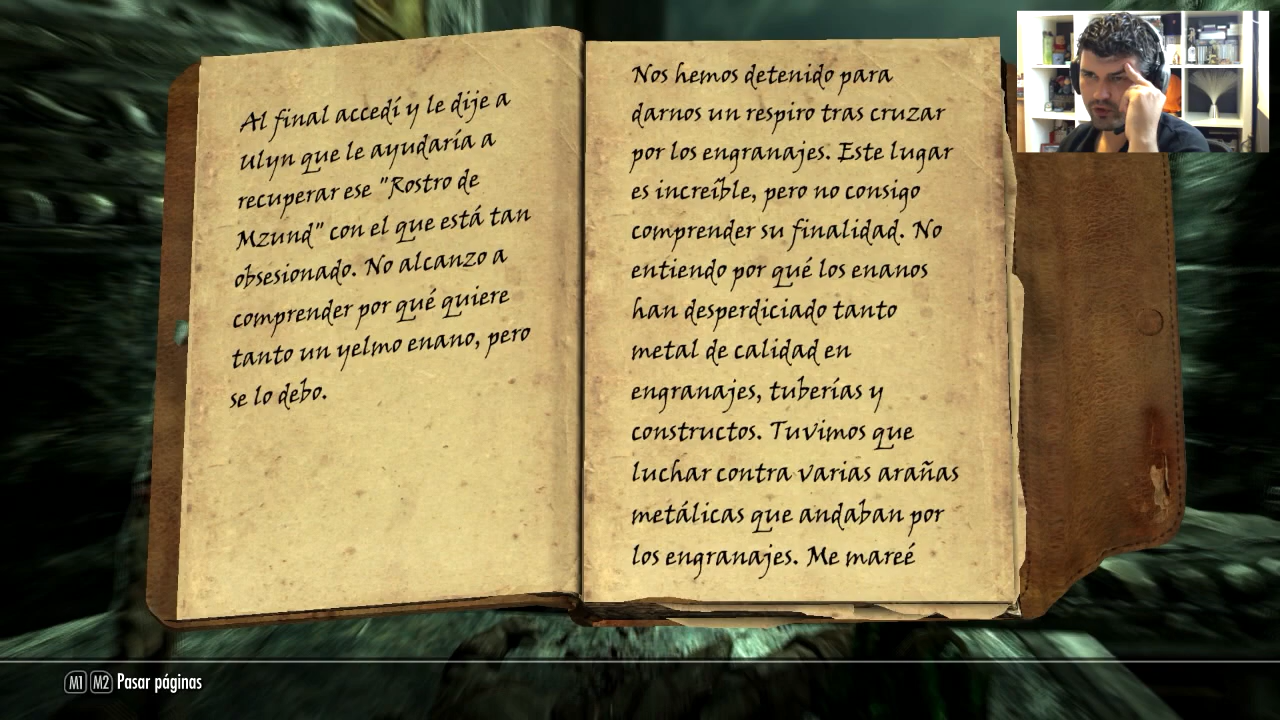 Al final accedí y le dije a
Ulyn que le ayudaría a
recuperar ese "Rostro de
Mzund" con el que está tan
obsesionado. No alcanzo a
comprender por qué quiere
tanto un yelmo enano, pero
se lo debo.
Nos hemos detenido para
darnos un respiro tras cruzar
por los engranajes. Este lugar
es increíble, pero no consigo
comprender su finalidad. No
entiendo por qué los enanos
han desperdiciado tanto
metal de calidad en
engranajes, tuberías y
constructos. Tuvimos que
luchar contra varias arañas
metálicas que andaban por
los engranajes. Me mareé
M1 M2 Pasar páginas